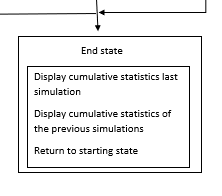 End state
Display cumulative statistics last
simulation
Display cumulative statistics of
the previous simulations
Return to starting state